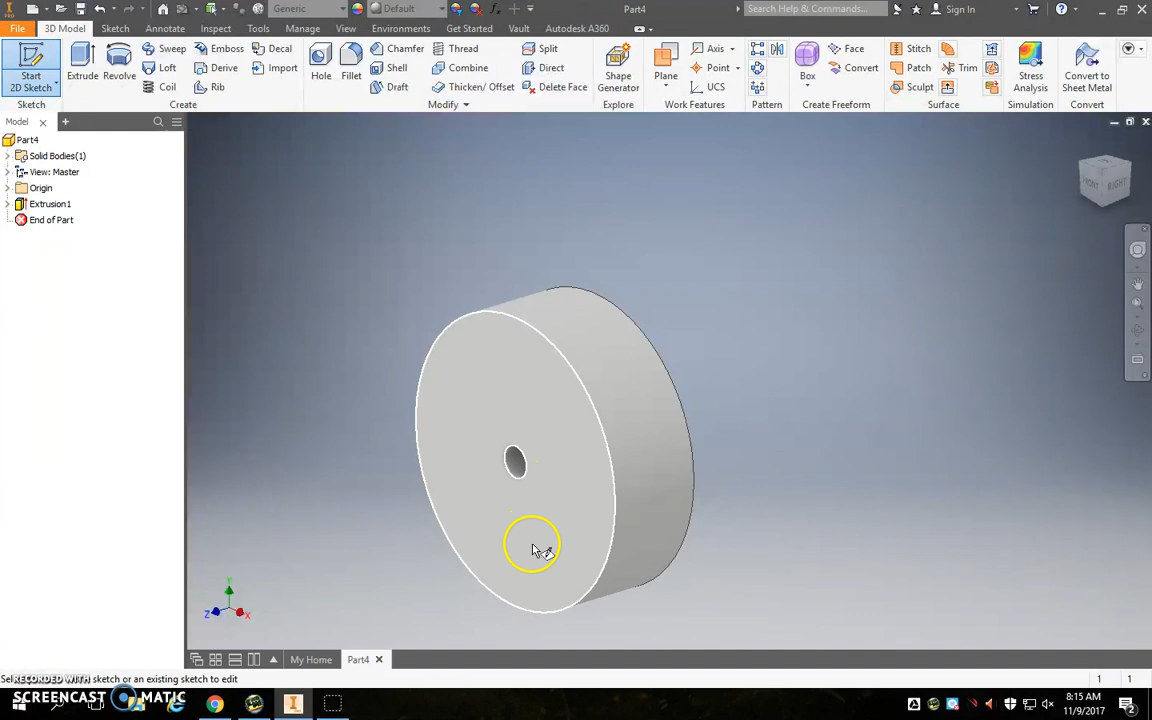 Generic
Default
Part4
Search Help & Commands...
Sign In
File
3D Model
Sketch
Annotate
Inspect
Tools
Manage
View
Environments
Get Started
Vault
Autodesk A360
Start
2D Sketch
Extrude
Revolve
Sweep
Emboss
Decal
Loft
Derive
Import
Coil
Rib
Hole
Fillet
Chamfer
Thread
Split
Shell
Combine
Direct
Draft
Thicken/ Offset
Delete Face
Shape
Generator
Plane
Axis
Point
UCS
Box
Face
Convert
Stitch
Patch
Trim
Sculpt
Stress
Analysis
Convert to
Sheet Metal
Sketch
Create
Modify
Explore
Work Features
Pattern
Create Freeform
Surface
Simulation
Convert
Model
Part4
Solid Bodies(1)
View: Master
Origin
Extrusion1
End of Part
FRONT
RIGHT
Y
Z
X
My Home
Part4
sketch or an existing sketch to edit
1 1
RECORDED WITH
SCREENCAST MATIC
8:15 AM
11/9/2017
2